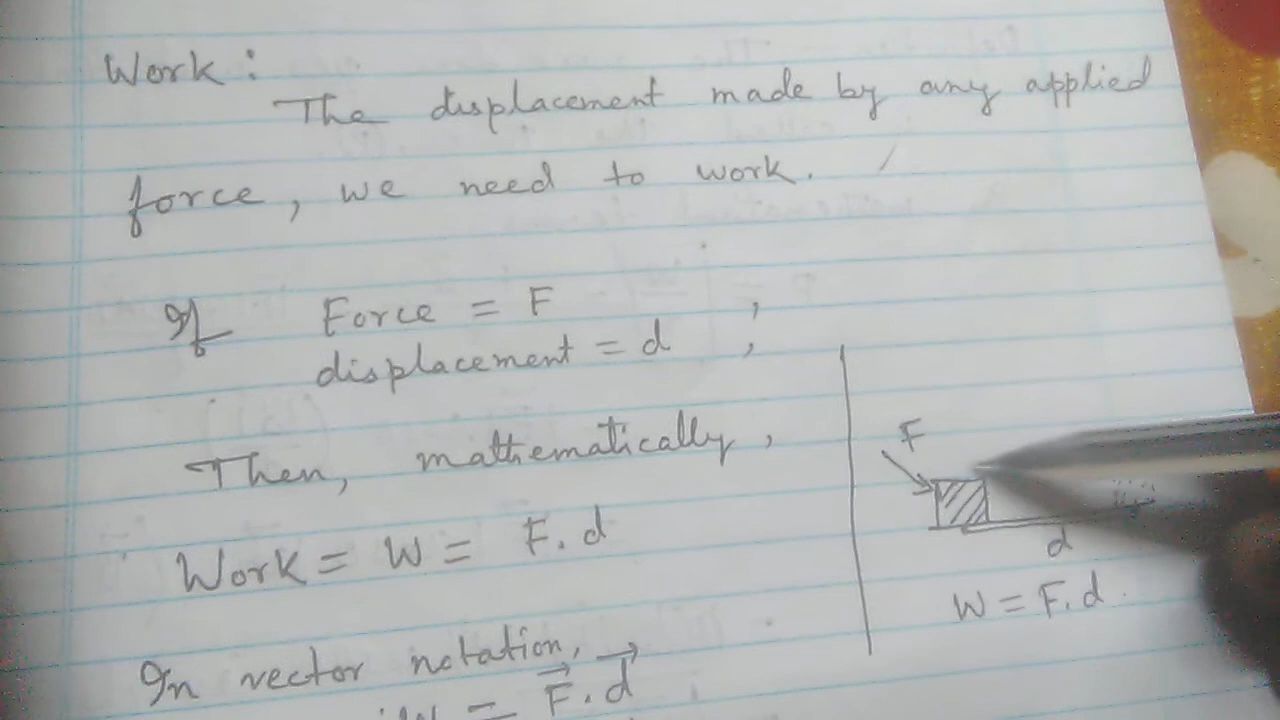 Work :
The displacement made by any applied
force, we need to work.
If Force = F ,
displacement = d ,
Then, mathematically,
Work = W = F.d
In vector notation,
W = F⃗.d⃗
F
d
W = F.d.